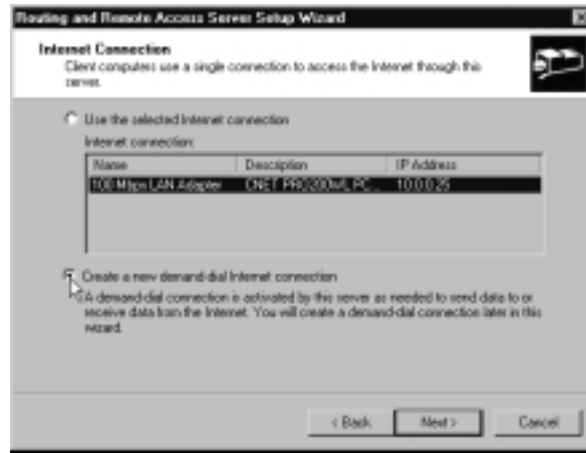 Routing and Remote Access Server Setup Wizard
Internet Connection
Client computers use a single connection to access the Internet through this
server.
Use the selected Internet connection
Internet connection:
Name Description IP Address
100 Mbps LAN Adapter CNET PRO200WL PC... 10.0.0.25
Create a new demand-dial Internet connection
A demand-dial connection is activated by this server as needed to send data to or
receive data from the Internet. You will create a demand-dial connection later in this
wizard.
< Back Next > Cancel